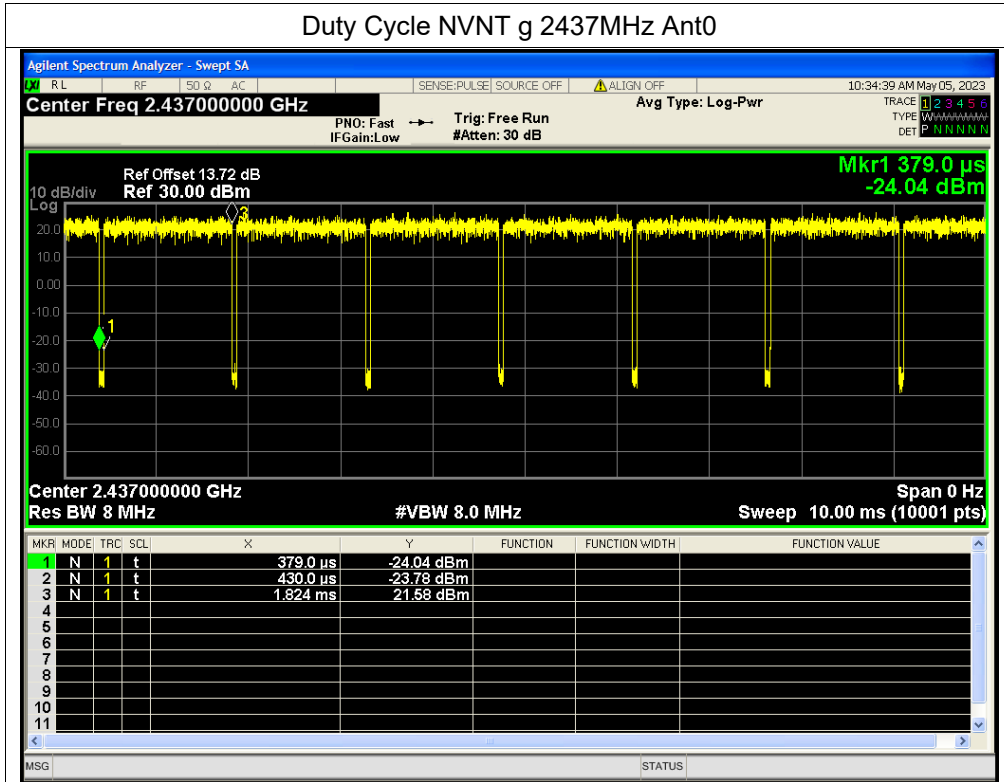 Duty Cycle NVNT g 2437MHz Ant0
Agilent Spectrum Analyzer - Swept SA
LXI RL RF 50 Ω AC SENSE:PULSE SOURCE OFF ALIGN OFF 10:34:39 AM May 05, 2023
Center Freq 2.437000000 GHz Avg Type: Log-Pwr TRACE 1 2 3 4 5 6
PNO: Fast Trig: Free Run TYPE W
IFGain:Low #Atten: 30 dB DET P N N N N N
Mkr1 379.0 µs
Ref Offset 13.72 dB -24.04 dBm
10 dB/div Ref 30.00 dBm
Log
3
20.0
10.0
0.00
-10.0
1
-20.0
-30.0
-40.0
-50.0
-60.0
Center 2.437000000 GHz Span 0 Hz
Res BW 8 MHz #VBW 8.0 MHz Sweep 10.00 ms (10001 pts)
MKR MODE TRC SCL X Y FUNCTION FUNCTION WIDTH FUNCTION VALUE
1 N 1 t 379.0 µs -24.04 dBm
2 N 1 t 430.0 µs -23.78 dBm
3 N 1 t 1.824 ms 21.58 dBm
4
5
6
7
8
9
10
11
MSG STATUS